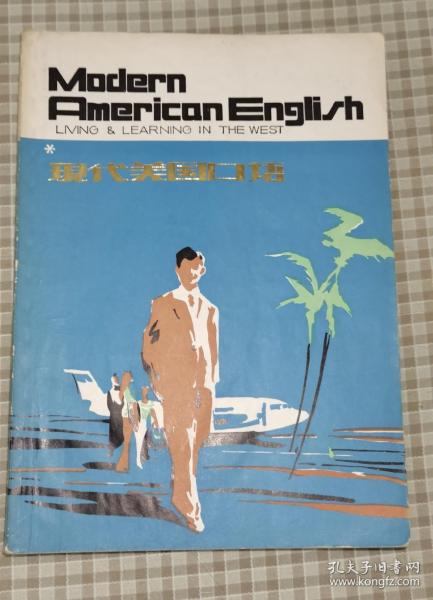 Modern
American English
LIVING & LEARNING IN THE WEST
*
现代美国口语
孔夫子旧书网
book.kongfz.com